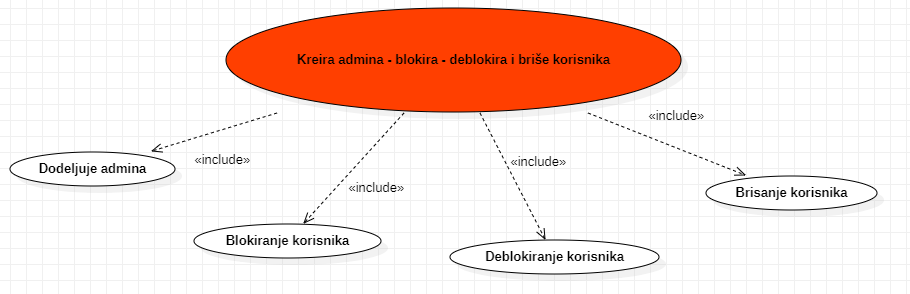 Kreira admina - blokira - deblokira i briše korisnika
«include»
«include»
«include»
«include»
Dodeljuje admina
Brisanje korisnika
Blokiranje korisnika
Deblokiranje korisnika